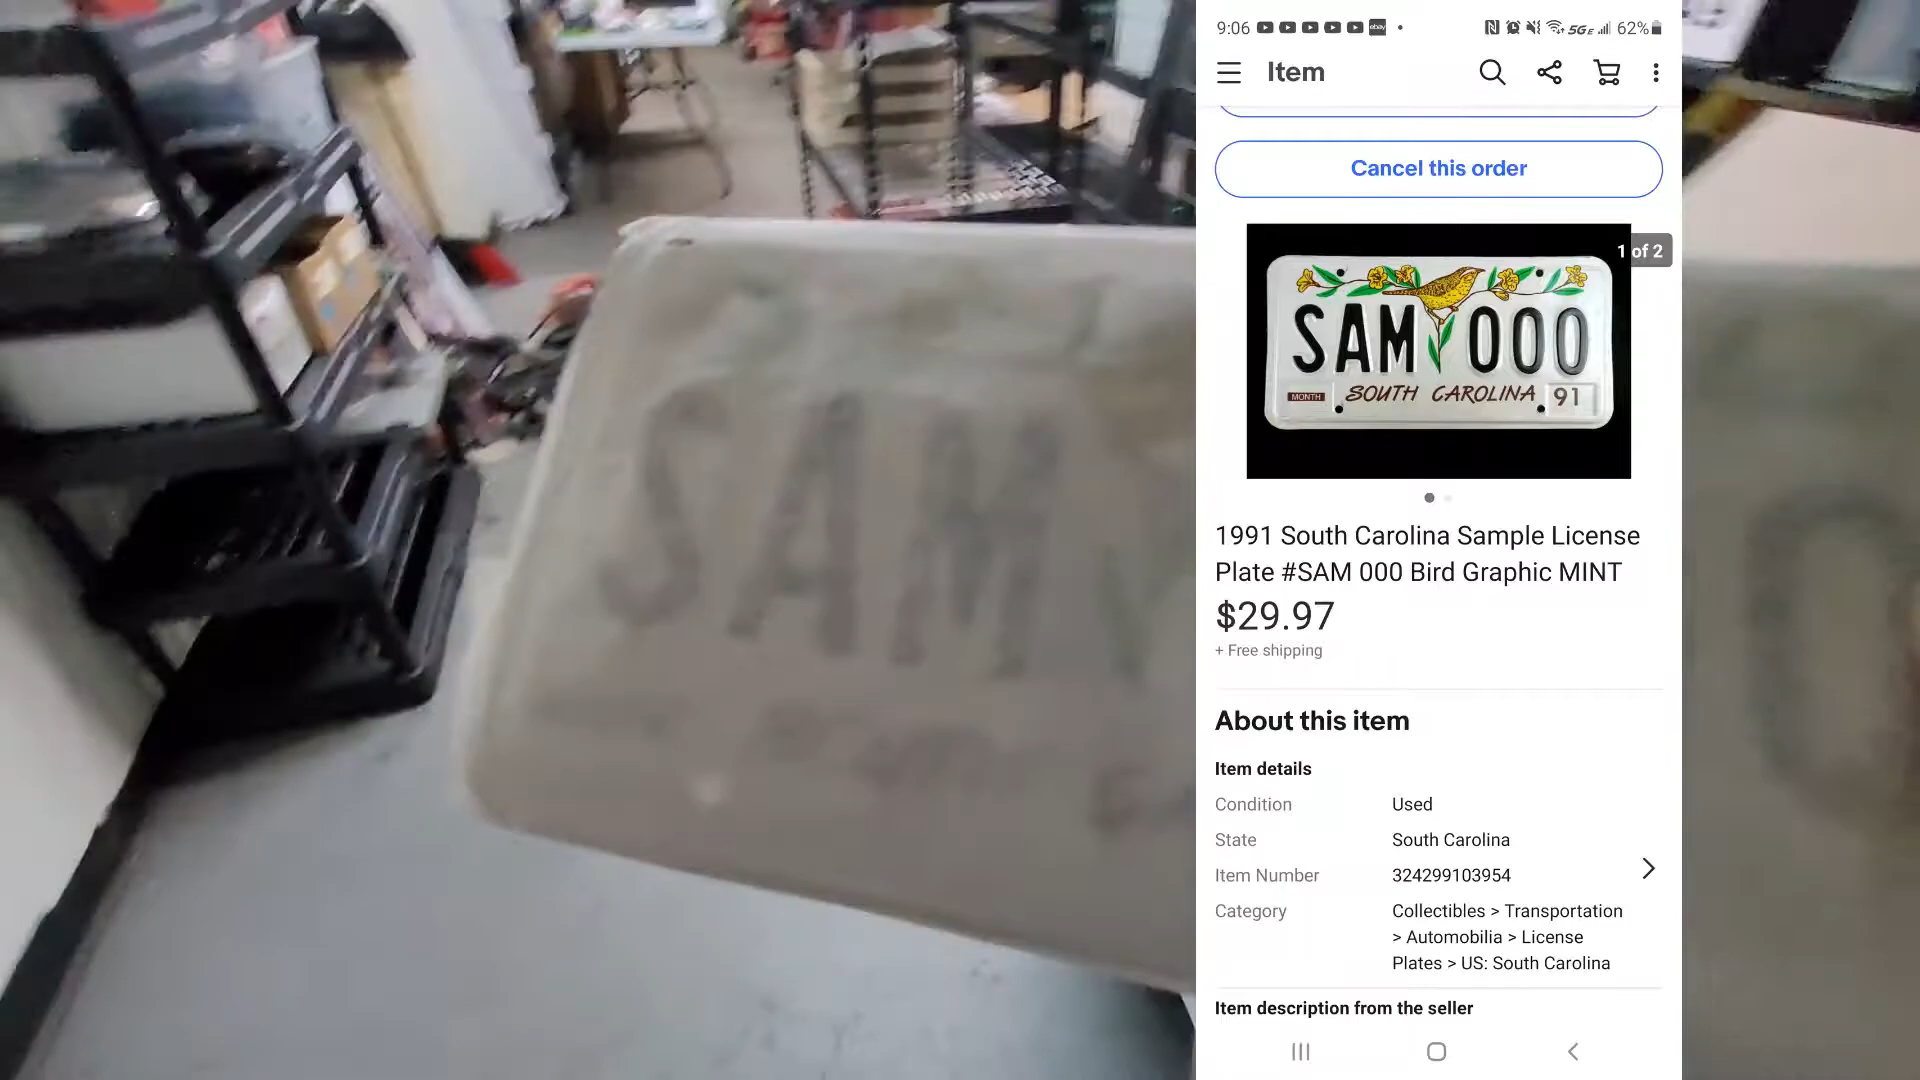 SAM
9:06 ebay 5GE 62%
Item
Cancel this order
1 of 2
SAM 000
MONTH SOUTH CAROLINA 91
1991 South Carolina Sample License
Plate #SAM 000 Bird Graphic MINT
$29.97
+ Free shipping
About this item
Item details
Condition Used
State South Carolina
Item Number 324299103954
Category Collectibles > Transportation
> Automobilia > License
Plates > US: South Carolina
Item description from the seller